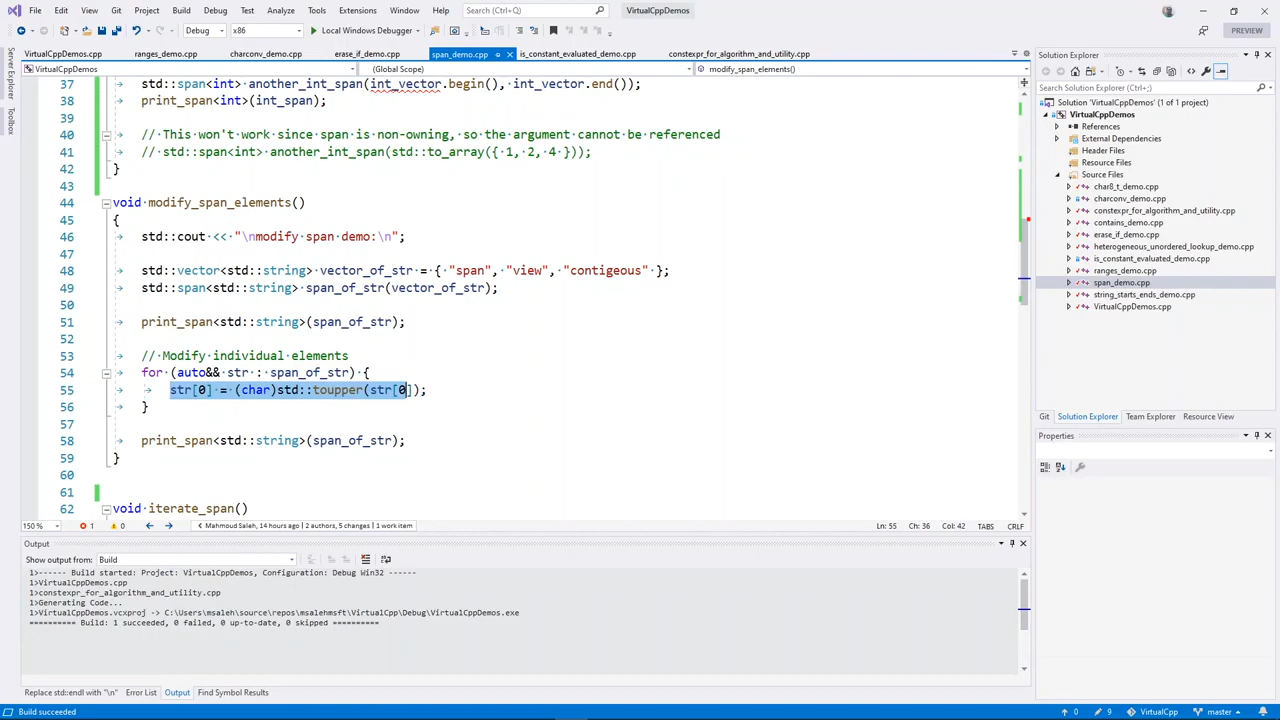 File Edit View Git Project Build Debug Test Analyze Tools Extensions Window Help Search (Ctrl+Q) VirtualCppDemos
Debug x86 Local Windows Debugger PREVIEW
VirtualCppDemos.cpp ranges_demo.cpp charconv_demo.cpp erase_if_demo.cpp span_demo.cpp is_constant_evaluated_demo.cpp constexpr_for_algorithm_and_utility.cpp
VirtualCppDemos (Global Scope) modify_span_elements()
Server Explorer
Toolbox
37 std::span<int> another_int_span(int_vector.begin(), int_vector.end());
38 print_span<int>(int_span);
39
40 // This won't work since span is non-owning, so the argument cannot be referenced
41 // std::span<int> another_int_span(std::to_array({ 1, 2, 4 }));
42 }
43
44 void modify_span_elements()
45 {
46 std::cout << "\nmodify span demo:\n";
47
48 std::vector<std::string> vector_of_str = { "span", "view", "contigeous" };
49 std::span<std::string> span_of_str(vector_of_str);
50
51 print_span<std::string>(span_of_str);
52
53 // Modify individual elements
54 for (auto&& str : span_of_str) {
55 str[0] = (char)std::toupper(str[0]);
56 }
57
58 print_span<std::string>(span_of_str);
59 }
60
61
62 void iterate_span()
150 % 1 0 Mahmoud Saleh, 14 hours ago | 2 authors, 5 changes | 1 work item Ln: 55 Ch: 36 Col: 42 TABS CRLF
Output
Show output from: Build
1>------ Build started: Project: VirtualCppDemos, Configuration: Debug Win32 ------
1>VirtualCppDemos.cpp
1>constexpr_for_algorithm_and_utility.cpp
1>Generating Code...
1>VirtualCppDemos.vcxproj -> C:\Users\msaleh\source\repos\msalehmsft\VirtualCpp\Debug\VirtualCppDemos.exe
========== Build: 1 succeeded, 0 failed, 0 up-to-date, 0 skipped ==========
Replace std::endl with "\n" Error List Output Find Symbol Results
Solution Explorer
Search Solution Explorer (Ctrl+;)
Solution 'VirtualCppDemos' (1 of 1 project)
VirtualCppDemos
References
External Dependencies
Header Files
Resource Files
Source Files
char8_t_demo.cpp
charconv_demo.cpp
constexpr_for_algorithm_and_utility.cpp
contains_demo.cpp
erase_if_demo.cpp
heterogeneous_unordered_lookup_demo.cpp
is_constant_evaluated_demo.cpp
ranges_demo.cpp
span_demo.cpp
string_starts_ends_demo.cpp
VirtualCppDemos.cpp
Git Solution Explorer Team Explorer Resource View
Properties
Build succeeded 0 9 VirtualCpp master